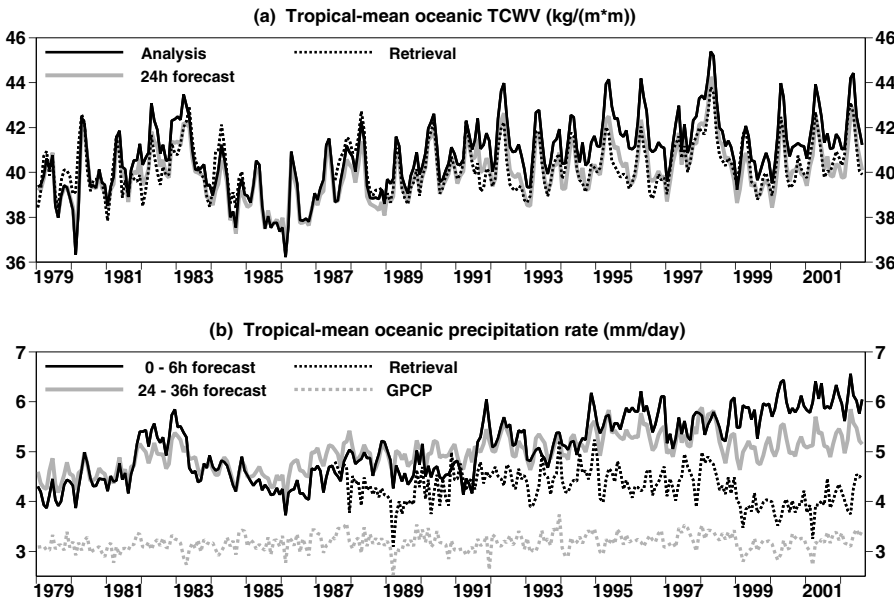 (a) Tropical-mean oceanic TCWV (kg/(m*m))
46 46
Analysis Retrieval
44 24h forecast 44
42 42
40 40
38 38
36 36
1979 1981 1983 1985 1987 1989 1991 1993 1995 1997 1999 2001
(b) Tropical-mean oceanic precipitation rate (mm/day)
7 7
0 - 6h forecast Retrieval
24 - 36h forecast GPCP
6 6
5 5
4 4
3 3
1979 1981 1983 1985 1987 1989 1991 1993 1995 1997 1999 2001